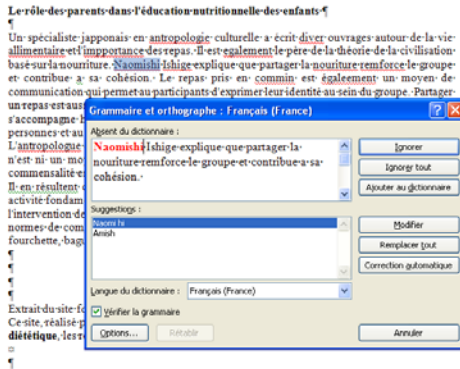 Le rôle des parents dans l'éducation nutritionnelle des enfants ¶
¶
Un spécialiste japonais en antropologie culturelle a écrit diver ouvrages autour de la vie
allimentaire et l'impportance des repas. Il est egalement le père de la théorie de la civilisation
basé sur la nourriture. Naomishi Ishige explique que partager la nouriture remforce le groupe
et contribue a sa cohésion. Le repas pris en commin est égaleement un moyen de
communication qui permet au participants d'exprimer leur identité au sein du groupe. Partager
un repas est aus
s'accompagne h
personnes et au
L'antropologue
n'est ni un mo
commensalité e
Il en résultent c
activité fondam
l'intervention de
normes de com
fourchette, bagu
¶
¶
¶
¶
Extrait du site fo
Ce site, réalisé p
diététique, les re
¶
Grammaire et orthographe : Français (France)
Absent du dictionnaire :
Naomishi Ishige explique que partager la
nouriture remforce le groupe et contribue a sa
cohésion.
Ignorer
Ignorer tout
Ajouter au dictionnaire
Suggestions :
Naomi hi
Amish
Modifier
Remplacer tout
Correction automatique
Langue du dictionnaire : Français (France)
Vérifier la grammaire
Options...
Rétablir
Annuler